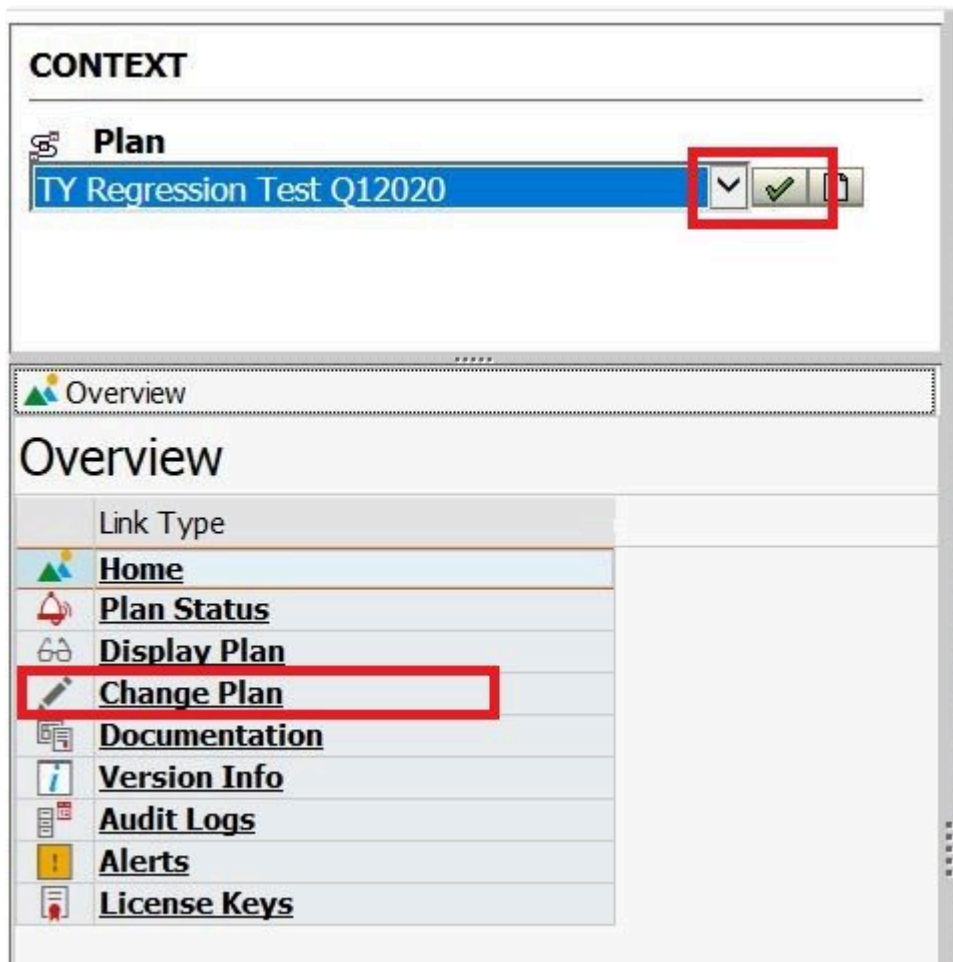 CONTEXT
Plan
TY Regression Test Q12020
Overview
Overview
Link Type
Home
Plan Status
Display Plan
Change Plan
Documentation
Version Info
Audit Logs
Alerts
License Keys